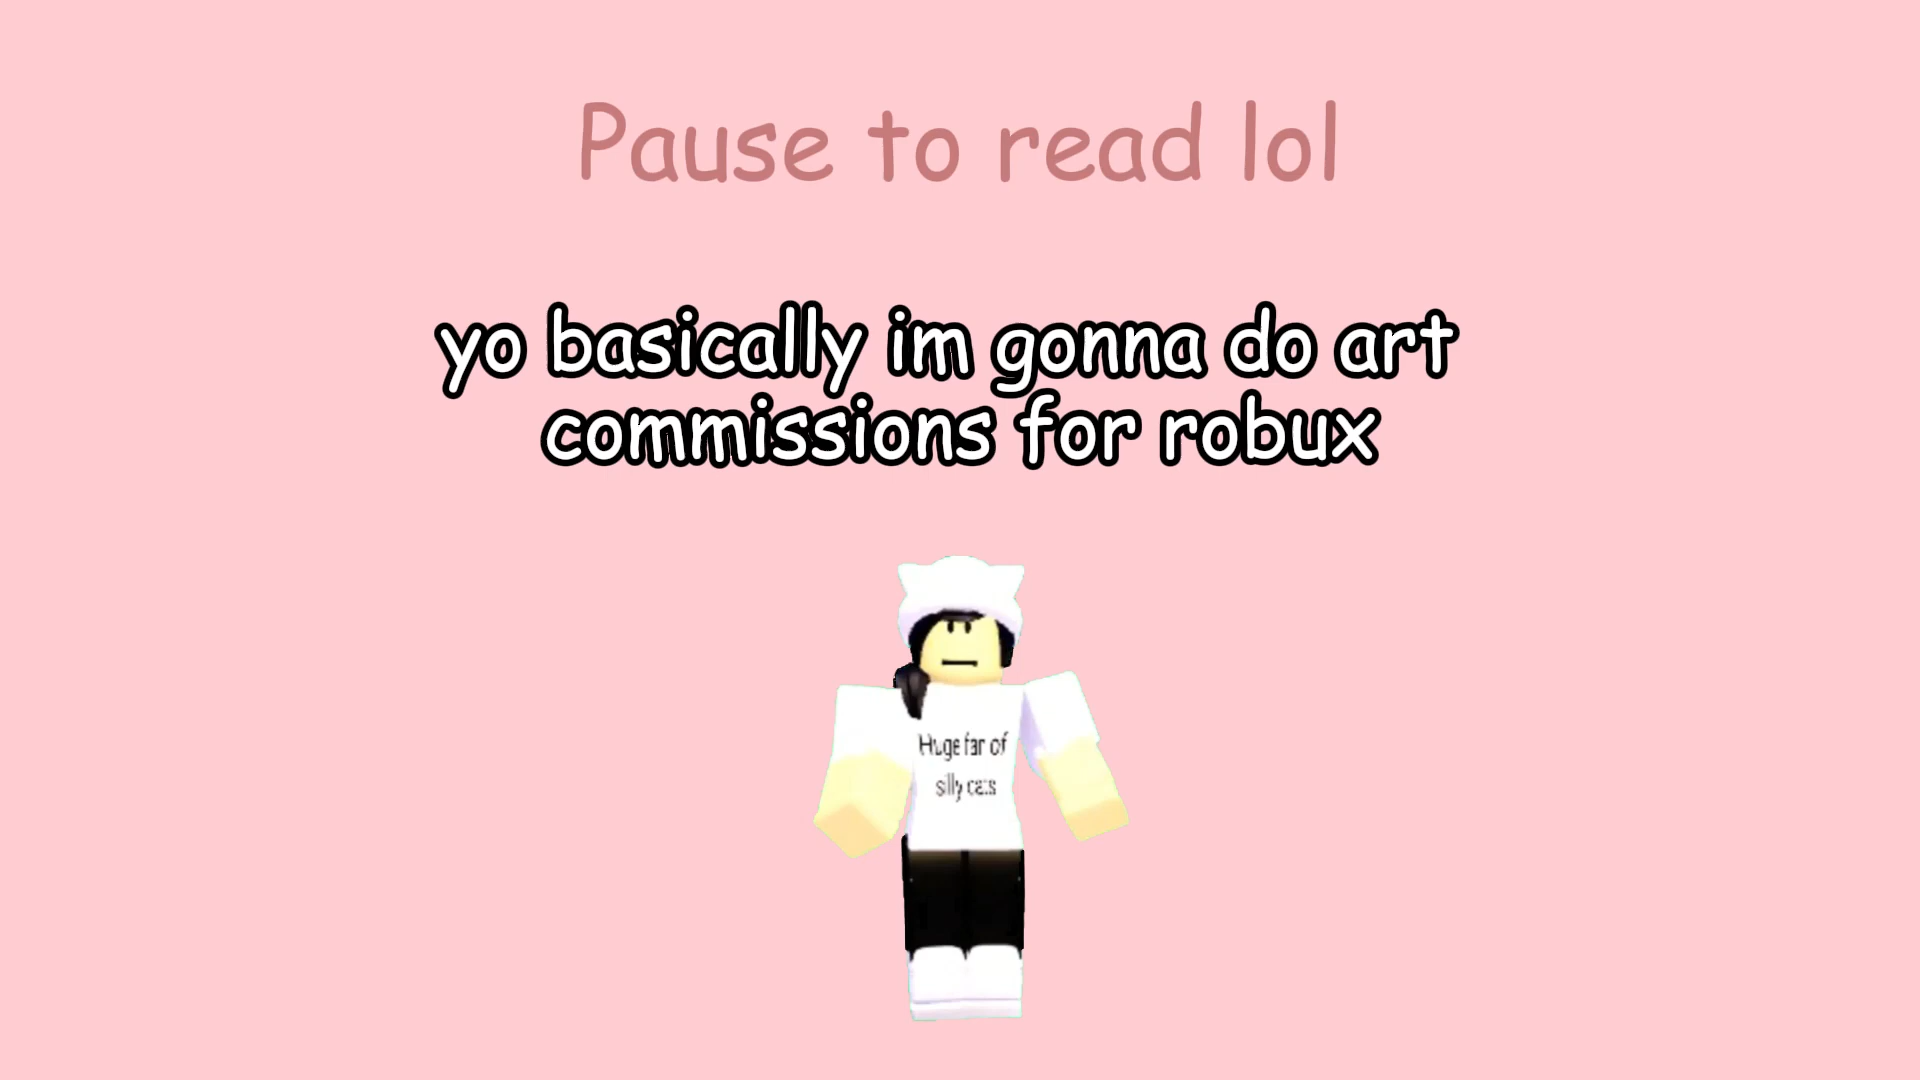 Pause to read lol
yo basically im gonna do art
commissions for robux
Huge fan of
silly cats